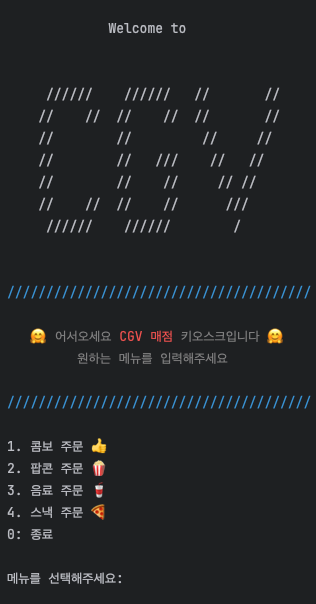 Welcome to
//////    //////   //       //
//    //  //    //  //       //
//        //         //     //
//        //   ///    //   //
//        //    //     // //
//    //  //    //      ///
//////    //////        /
///////////////////////////////////////
🤗 어서오세요 CGV 매점 키오스크입니다 🤗
원하는 메뉴를 입력해주세요
///////////////////////////////////////
1. 콤보 주문 👍
2. 팝콘 주문 🍿
3. 음료 주문 🥤
4. 스낵 주문 🍕
0: 종료
메뉴를 선택해주세요: